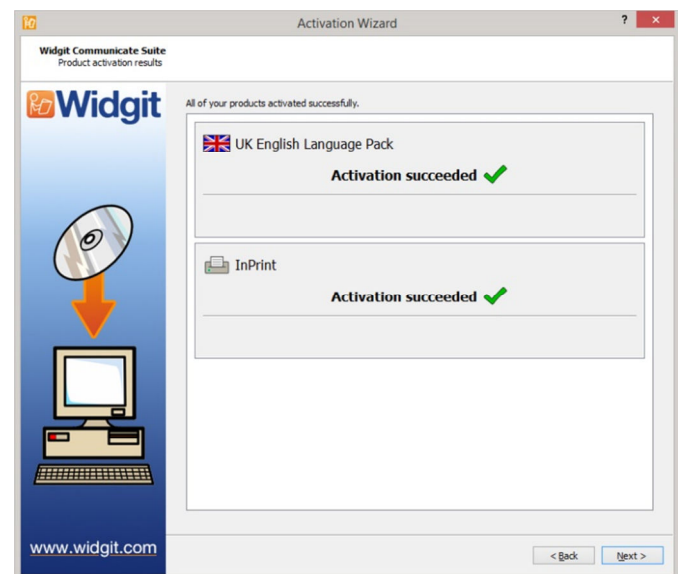 Activation Wizard
?
Widgit Communicate Suite
Product activation results
Widgit
All of your products activated successfully.
UK English Language Pack
Activation succeeded
InPrint
Activation succeeded
www.widgit.com
< Back
Next >